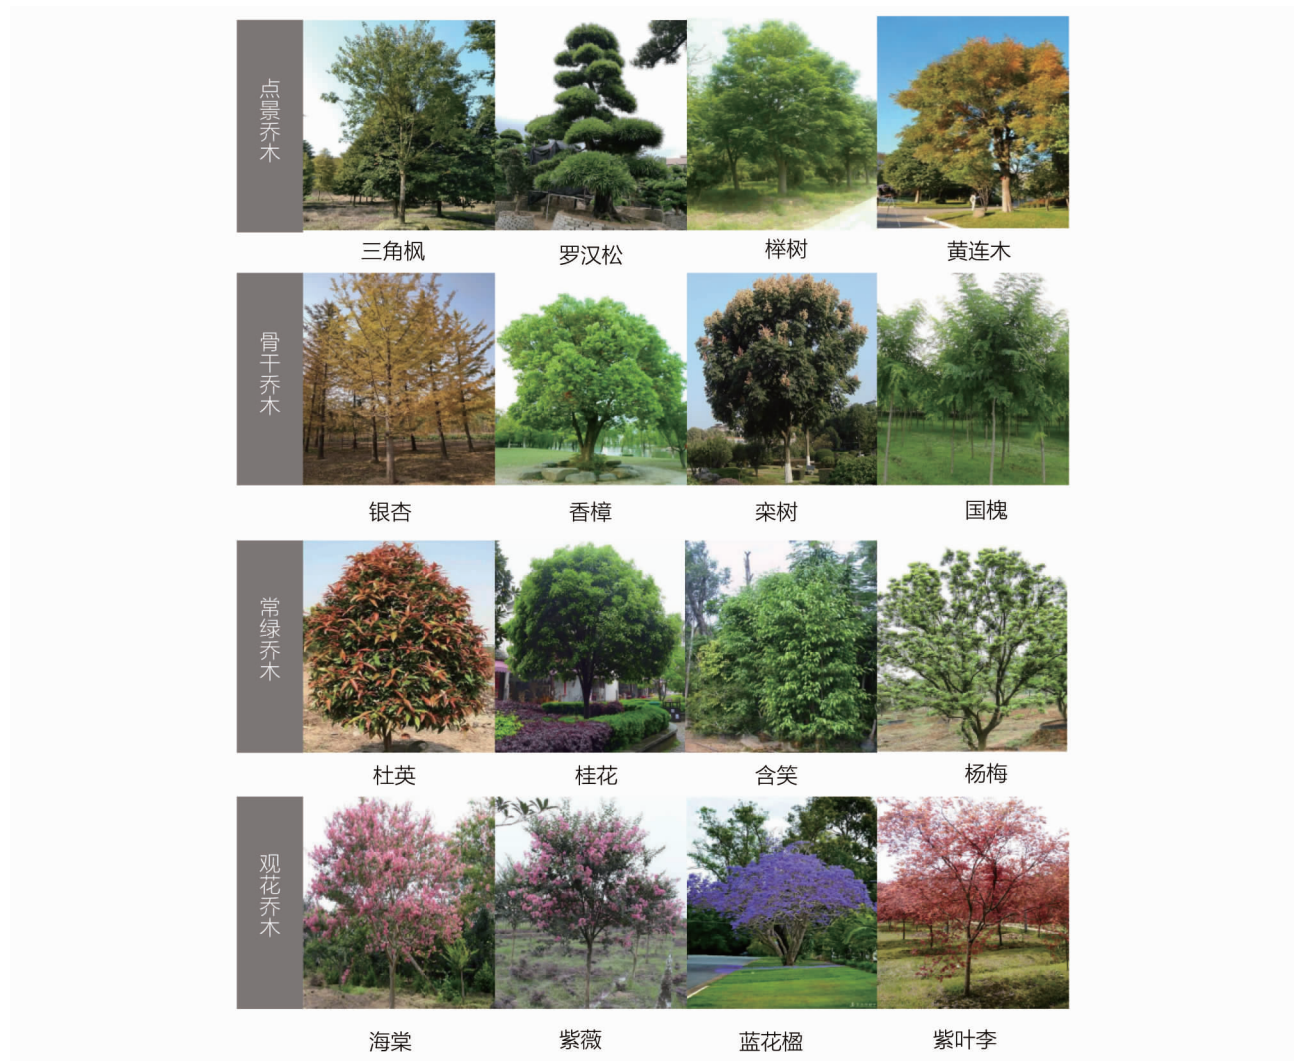 点景乔木
三角枫
罗汉松
榉树
黄连木
骨干乔木
银杏
香樟
栾树
国槐
常绿乔木
杜英
桂花
含笑
杨梅
观花乔木
海棠
紫薇
蓝花楹
紫叶李